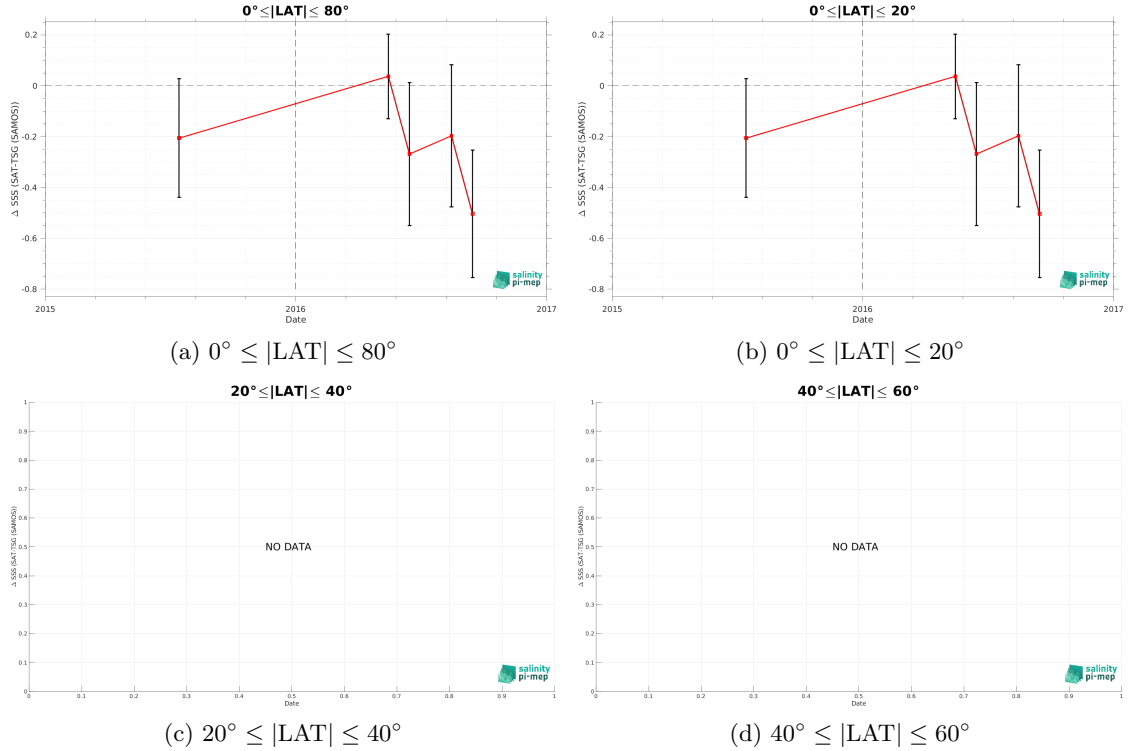 0°≤|LAT|≤ 80°
0.2
0
-0.2
-0.4
-0.6
-0.8
Δ SSS (SAT-TSG (SAMOS))
2015
2016
2017
Date
salinity
pi-mep
(a) 0° ≤ |LAT| ≤ 80°
0°≤|LAT|≤ 20°
0.2
0
-0.2
-0.4
-0.6
-0.8
Δ SSS (SAT-TSG (SAMOS))
2015
2016
2017
Date
salinity
pi-mep
(b) 0° ≤ |LAT| ≤ 20°
20°≤|LAT|≤ 40°
1
0.9
0.8
0.7
0.6
0.5
0.4
0.3
0.2
0.1
0
Δ SSS (SAT-TSG (SAMOS))
NO DATA
0 0.1 0.2 0.3 0.4 0.5 0.6 0.7 0.8 0.9 1
Date
salinity
pi-mep
(c) 20° ≤ |LAT| ≤ 40°
40°≤|LAT|≤ 60°
1
0.9
0.8
0.7
0.6
0.5
0.4
0.3
0.2
0.1
0
Δ SSS (SAT-TSG (SAMOS))
NO DATA
0 0.1 0.2 0.3 0.4 0.5 0.6 0.7 0.8 0.9 1
Date
salinity
pi-mep
(d) 40° ≤ |LAT| ≤ 60°